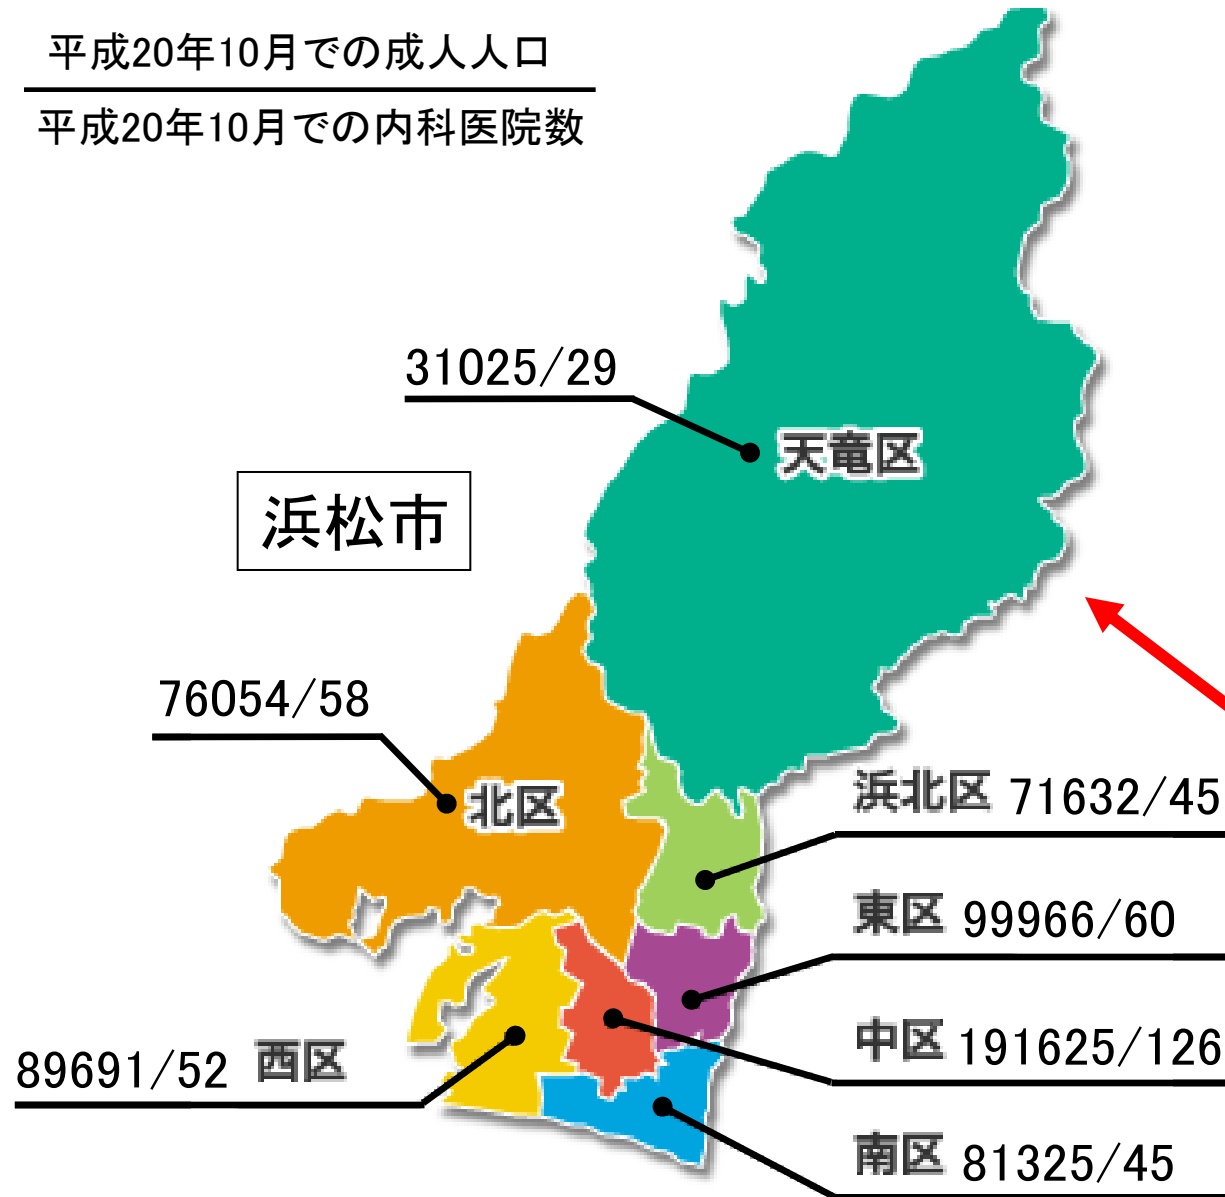 平成20年10月での成人人口
平成20年10月での内科医院数
31025/29
天竜区
浜松市
76054/58
北区
浜北区 71632/45
東区 99966/60
中区 191625/126
89691/52 西区
南区 81325/45